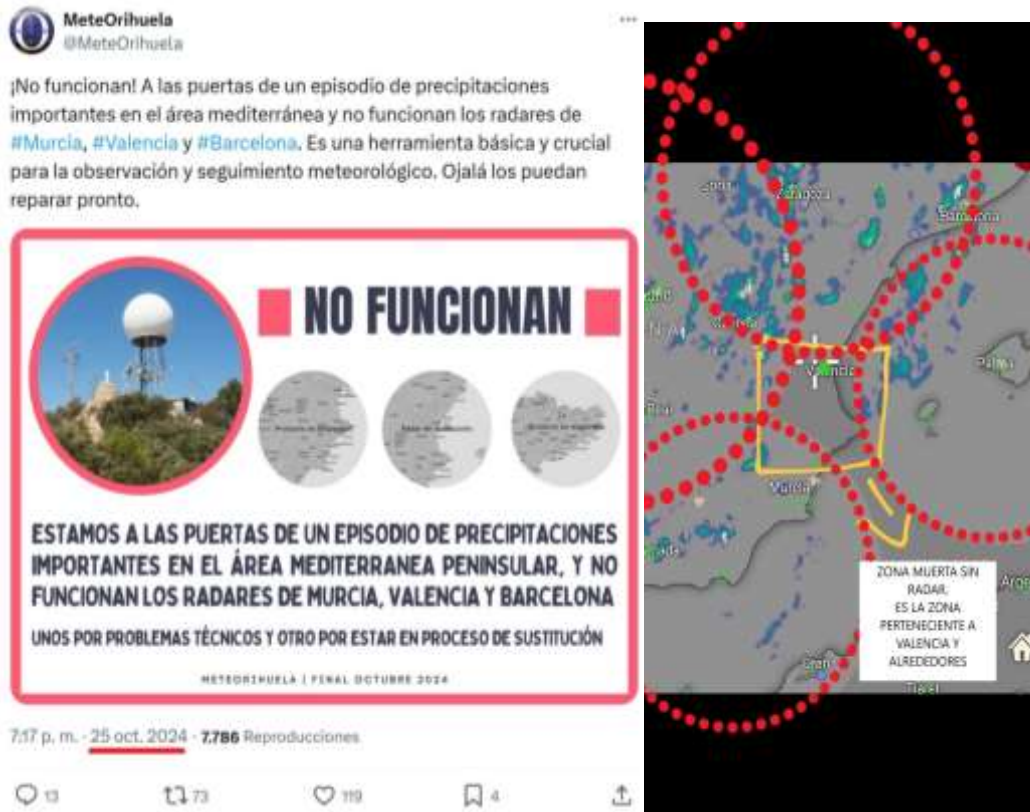 MeteOrihuela
@MeteOrihuela
¡No funcionan! A las puertas de un episodio de precipitaciones
importantes en el área mediterránea y no funcionan los radares de
#Murcia, #Valencia y #Barcelona. Es una herramienta básica y crucial
para la observación y seguimiento meteorológico. Ojalá los puedan
reparar pronto.
NO FUNCIONAN
ESTAMOS A LAS PUERTAS DE UN EPISODIO DE PRECIPITACIONES
IMPORTANTES EN EL ÁREA MEDITERRANEA PENINSULAR, Y NO
FUNCIONAN LOS RADARES DE MURCIA, VALENCIA Y BARCELONA
UNOS POR PROBLEMAS TÉCNICOS Y OTRO POR ESTAR EN PROCESO DE SUSTITUCIÓN
METEORIHUELA | FINAL OCTUBRE 2024
7:17 p. m. · 25 oct. 2024 · 7.786 Reproducciones
13 73 119 4
Zaragoza
Barcelona
Valencia
Palma
Murcia
Oran
Tiaret
ZONA MUERTA SIN
RADAR.
ES LA ZONA
PERTENECIENTE A
VALENCIA Y
ALREDEDORES